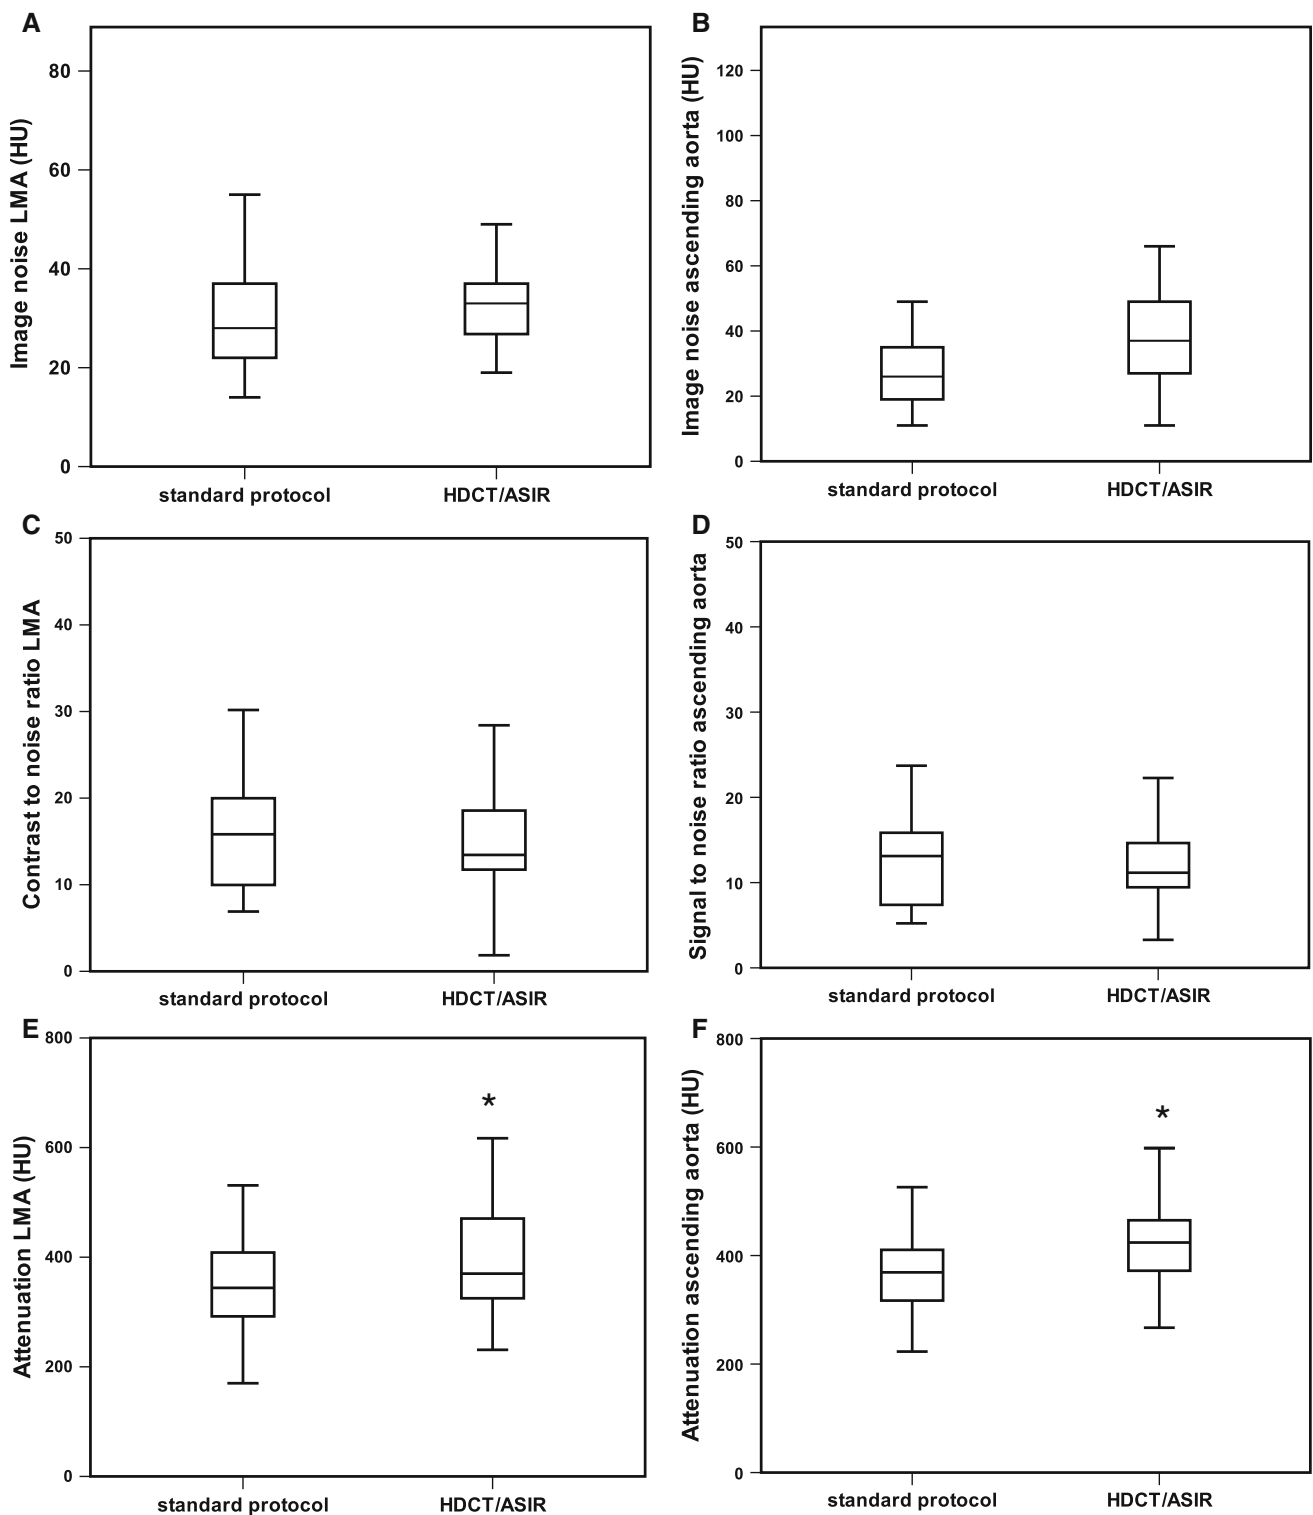 A
Image noise LMA (HU)
80
60
40
20
0
standard protocol HDCT/ASIR
B
Image noise ascending aorta (HU)
120
100
80
60
40
20
0
standard protocol HDCT/ASIR
C
Contrast to noise ratio LMA
50
40
30
20
10
0
standard protocol HDCT/ASIR
D
Signal to noise ratio ascending aorta
50
40
30
20
10
0
standard protocol HDCT/ASIR
E
Attenuation LMA (HU)
800
600
400
200
0
*
standard protocol HDCT/ASIR
F
Attenuation ascending aorta (HU)
800
600
400
200
0
*
standard protocol HDCT/ASIR